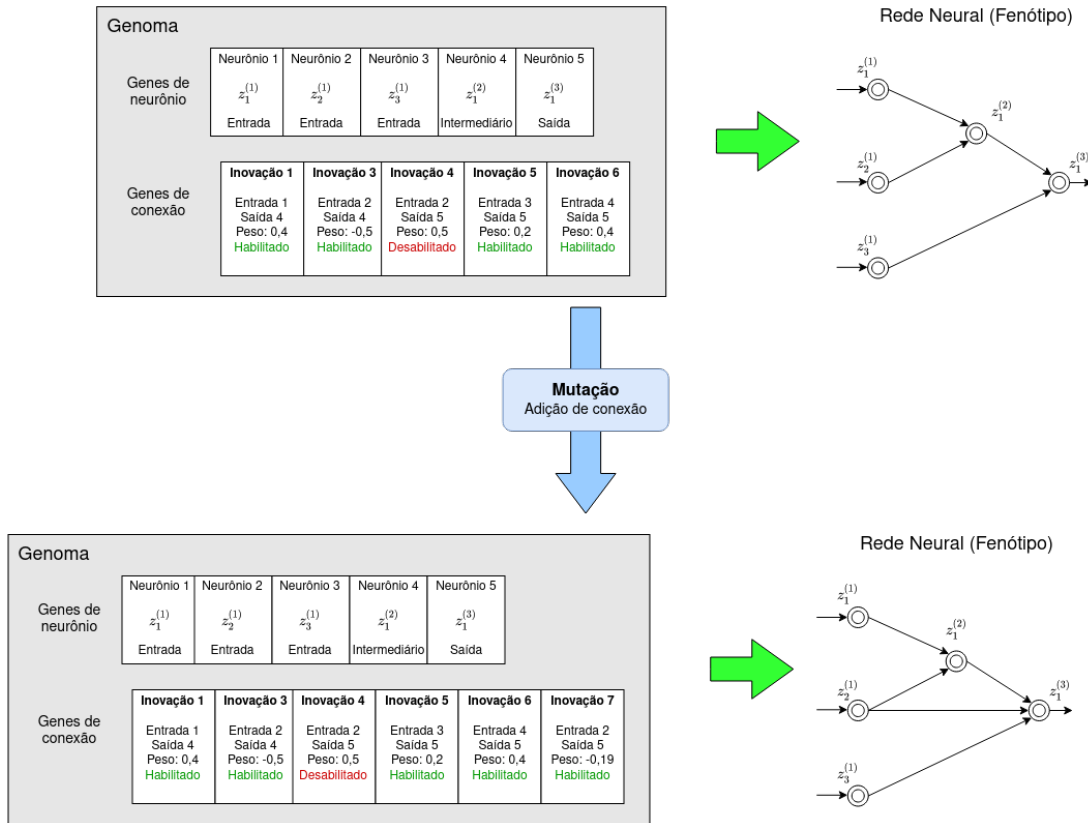 Genoma
Genes de
neurônio
Neurônio 1 Neurônio 2 Neurônio 3 Neurônio 4 Neurônio 5
z_1^{(1)} z_2^{(1)} z_3^{(1)} z_1^{(2)} z_1^{(3)}
Entrada Entrada Entrada Intermediário Saída
Genes de
conexão
Inovação 1 Inovação 3 Inovação 4 Inovação 5 Inovação 6
Entrada 1 Entrada 2 Entrada 2 Entrada 3 Entrada 4
Saída 4 Saída 4 Saída 5 Saída 5 Saída 5
Peso: 0,4 Peso: -0,5 Peso: 0,5 Peso: 0,2 Peso: 0,4
Habilitado Habilitado Desabilitado Habilitado Habilitado
Rede Neural (Fenótipo)
z_1^{(1)}
z_1^{(2)}
z_2^{(1)}
z_1^{(3)}
z_3^{(1)}
Mutação
Adição de conexão
Genoma
Genes de
neurônio
Neurônio 1 Neurônio 2 Neurônio 3 Neurônio 4 Neurônio 5
z_1^{(1)} z_2^{(1)} z_3^{(1)} z_1^{(2)} z_1^{(3)}
Entrada Entrada Entrada Intermediário Saída
Genes de
conexão
Inovação 1 Inovação 3 Inovação 4 Inovação 5 Inovação 6 Inovação 7
Entrada 1 Entrada 2 Entrada 2 Entrada 3 Entrada 4 Entrada 2
Saída 4 Saída 4 Saída 5 Saída 5 Saída 5 Saída 5
Peso: 0,4 Peso: -0,5 Peso: 0,5 Peso: 0,2 Peso: 0,4 Peso: -0,19
Habilitado Habilitado Desabilitado Habilitado Habilitado Habilitado
Rede Neural (Fenótipo)
z_1^{(1)}
z_1^{(2)}
z_2^{(1)}
z_1^{(3)}
z_3^{(1)}